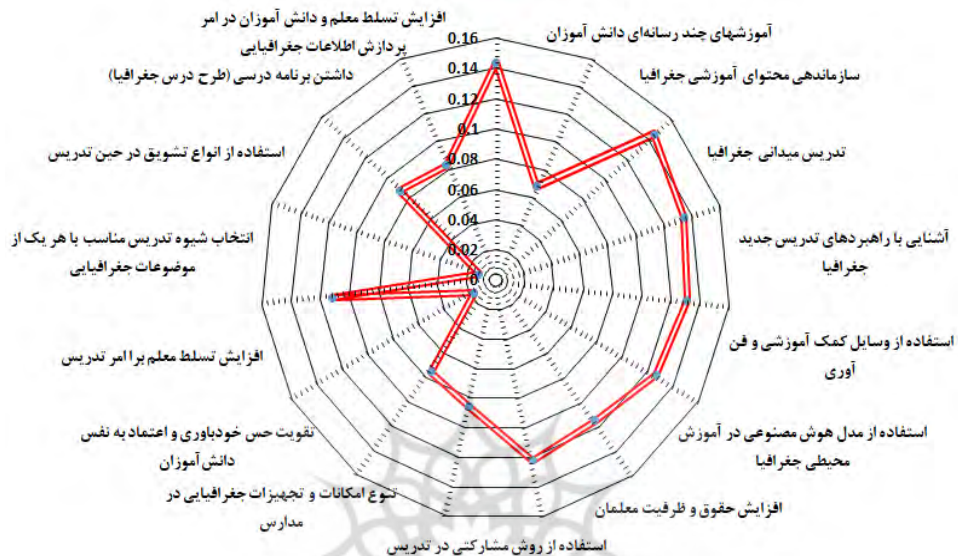 افزایش تسلط معلم و دانش آموزان در امر
پردازش اطلاعات جغرافیایی
داشتن برنامه درسی (طرح درس جغرافیا)
استفاده از انواع تشویق در حین تدریس
انتخاب شیوه تدریس مناسب با هر یک از
موضوعات جغرافیایی
افزایش تسلط معلم برا امر تدریس
تقویت حس خودباوری و اعتماد به نفس
دانش آموزان
تنوع امکانات و تجهیزات جغرافیایی در
مدارس
استفاده از روش مشارکتی در تدریس
افزایش حقوق و ظرفیت معلمان
استفاده از مدل هوش مصنوعی در آموزش
محیطی جغرافیا
استفاده از وسایل کمک آموزشی و فن
آوری
آشنایی با راهبردهای تدریس جدید
جغرافیا
تدریس میدانی جغرافیا
سازماندهی محتوای آموزشی جغرافیا
آموزشهای چند رسانه‌ای دانش آموزان
0.16
0.14
0.12
0.1
0.08
0.06
0.04
0.02
0